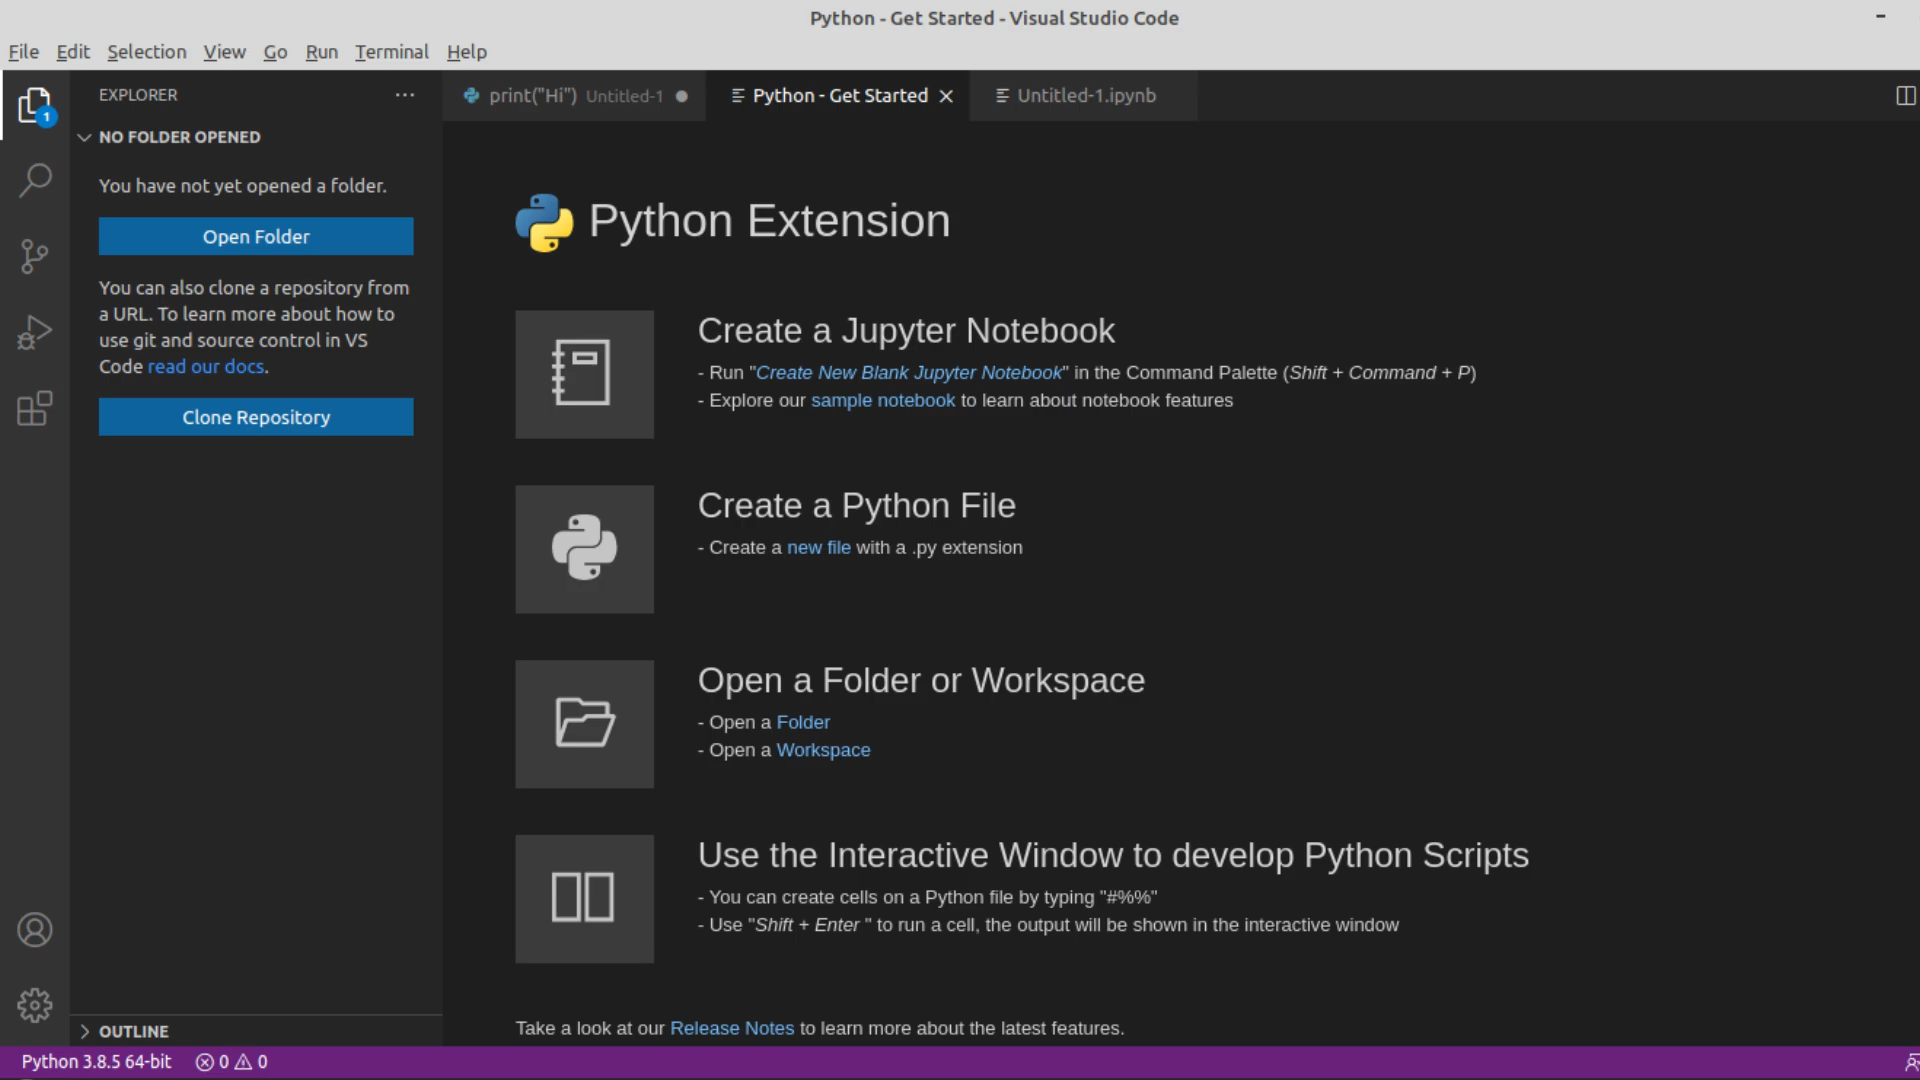 Python - Get Started - Visual Studio Code
File Edit Selection View Go Run Terminal Help
EXPLORER
print("Hi") Untitled-1
Python - Get Started
Untitled-1.ipynb
1
NO FOLDER OPENED
You have not yet opened a folder.
Open Folder
You can also clone a repository from
a URL. To learn more about how to
use git and source control in VS
Code read our docs.
Clone Repository
OUTLINE
Python Extension
Create a Jupyter Notebook
- Run "Create New Blank Jupyter Notebook" in the Command Palette (Shift + Command + P)
- Explore our sample notebook to learn about notebook features
Create a Python File
- Create a new file with a .py extension
Open a Folder or Workspace
- Open a Folder
- Open a Workspace
Use the Interactive Window to develop Python Scripts
- You can create cells on a Python file by typing "#%%"
- Use "Shift + Enter " to run a cell, the output will be shown in the interactive window
Take a look at our Release Notes to learn more about the latest features.
Python 3.8.5 64-bit 0 0